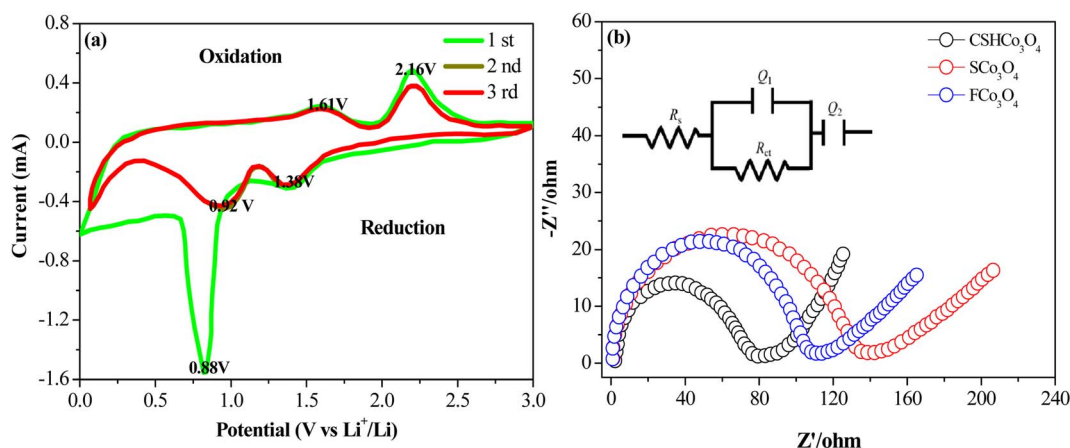 (a)
Oxidation
1 st
2 nd
3 rd
2.16V
1.61V
1.38V
0.92 V
0.88V
Reduction
Current (mA)
0.8
0.4
0.0
-0.4
-0.8
-1.2
-1.6
0.0 0.5 1.0 1.5 2.0 2.5 3.0
Potential (V vs Li⁺/Li)
(b)
CSHCo₃O₄
SCo₃O₄
FCo₃O₄
Rₛ
Q₁
Q₂
R_ct
-Z''/ohm
60
50
40
30
20
10
0
0 40 80 120 160 200 240
Z'/ohm